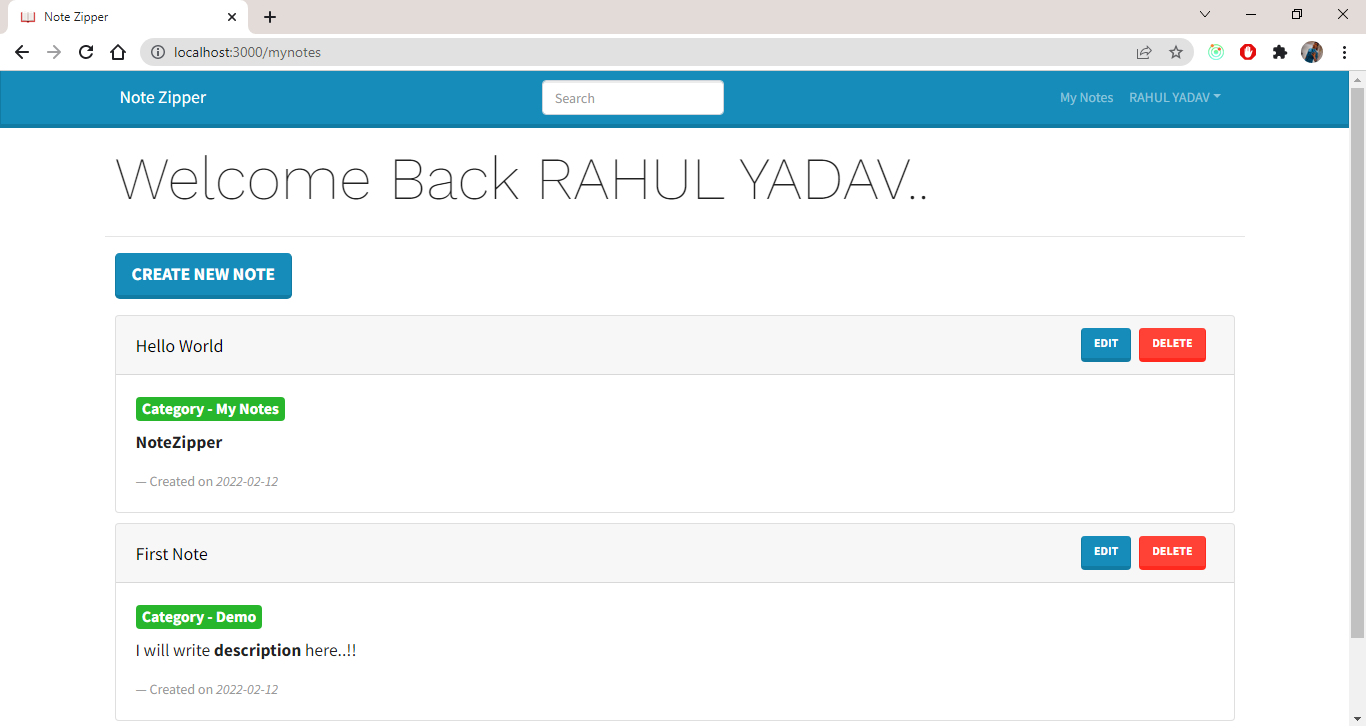 Note Zipper
localhost:3000/mynotes
Note Zipper Search My Notes RAHUL YADAV
Welcome Back RAHUL YADAV..
CREATE NEW NOTE
Hello World EDIT DELETE
Category - My Notes
NoteZipper
— Created on 2022-02-12
First Note EDIT DELETE
Category - Demo
I will write description here..!!
— Created on 2022-02-12